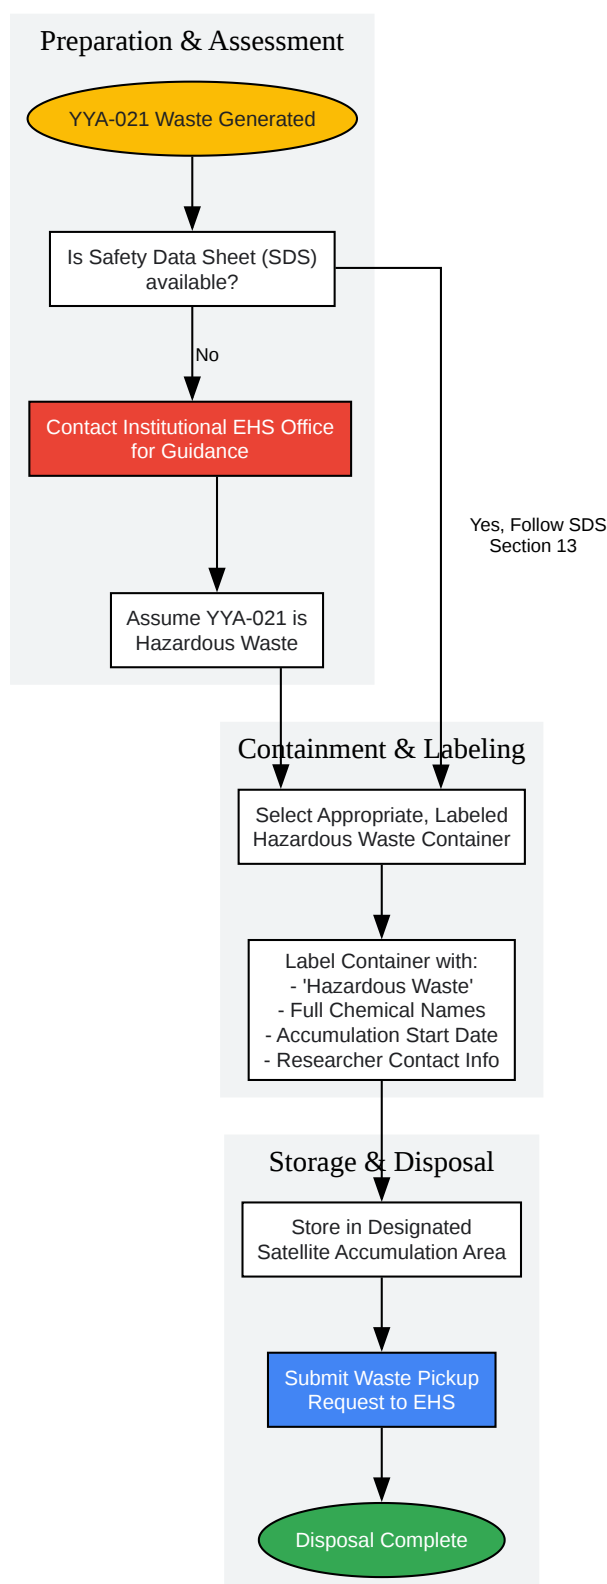 Preparation & Assessment
YYA-021 Waste Generated
Is Safety Data Sheet (SDS)
available?
No
Contact Institutional EHS Office
for Guidance
Yes, Follow SDS
Section 13
Assume YYA-021 is
Hazardous Waste
Containment & Labeling
Select Appropriate, Labeled
Hazardous Waste Container
Label Container with:
- 'Hazardous Waste'
- Full Chemical Names
- Accumulation Start Date
- Researcher Contact Info
Storage & Disposal
Store in Designated
Satellite Accumulation Area
Submit Waste Pickup
Request to EHS
Disposal Complete